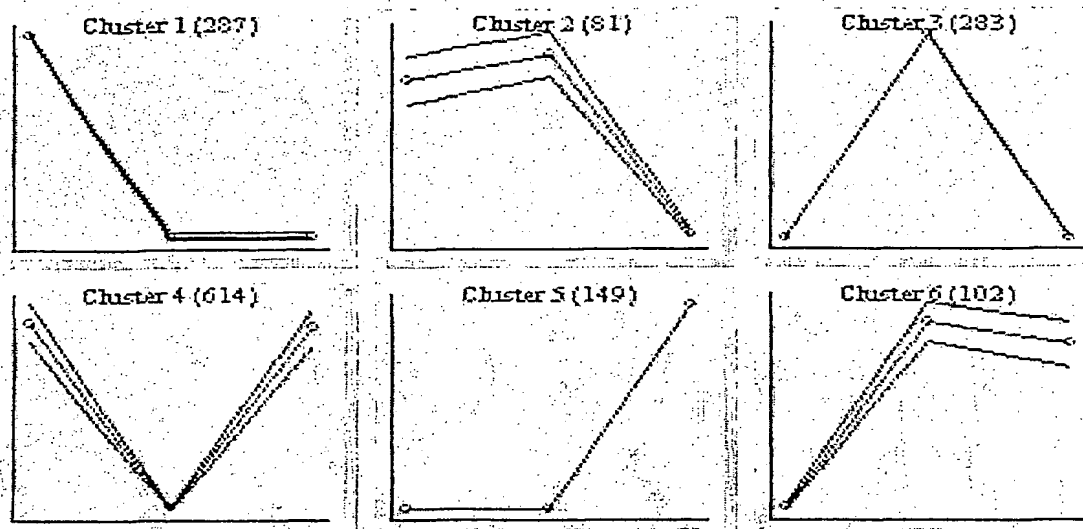 Cluster 1 (287)
Cluster 2 (81)
Cluster 3 (283)
Cluster 4 (614)
Cluster 5 (149)
Cluster 6 (102)